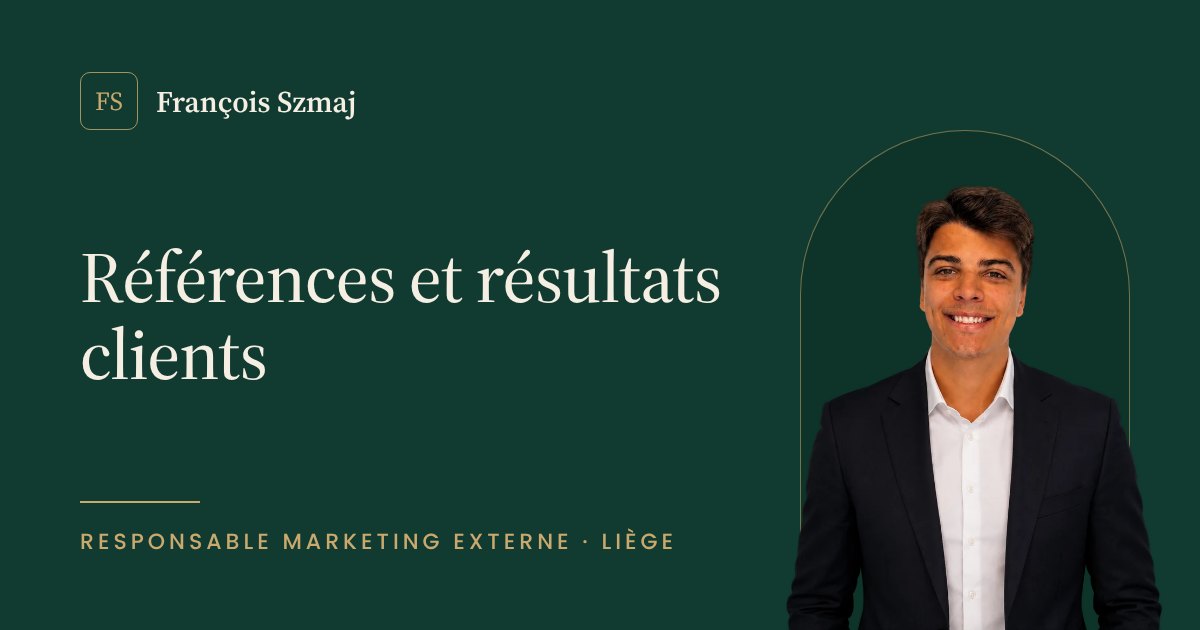 FS
François Szmaj
Références et résultats
clients
RESPONSABLE MARKETING EXTERNE · LIÈGE